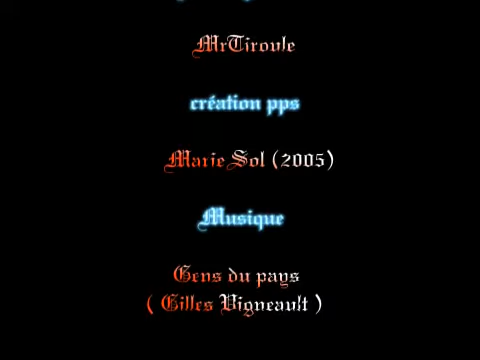 MrTiroule
création pps
MarieSol (2005)
Musique
Gens du pays
( Gilles Vigneault )